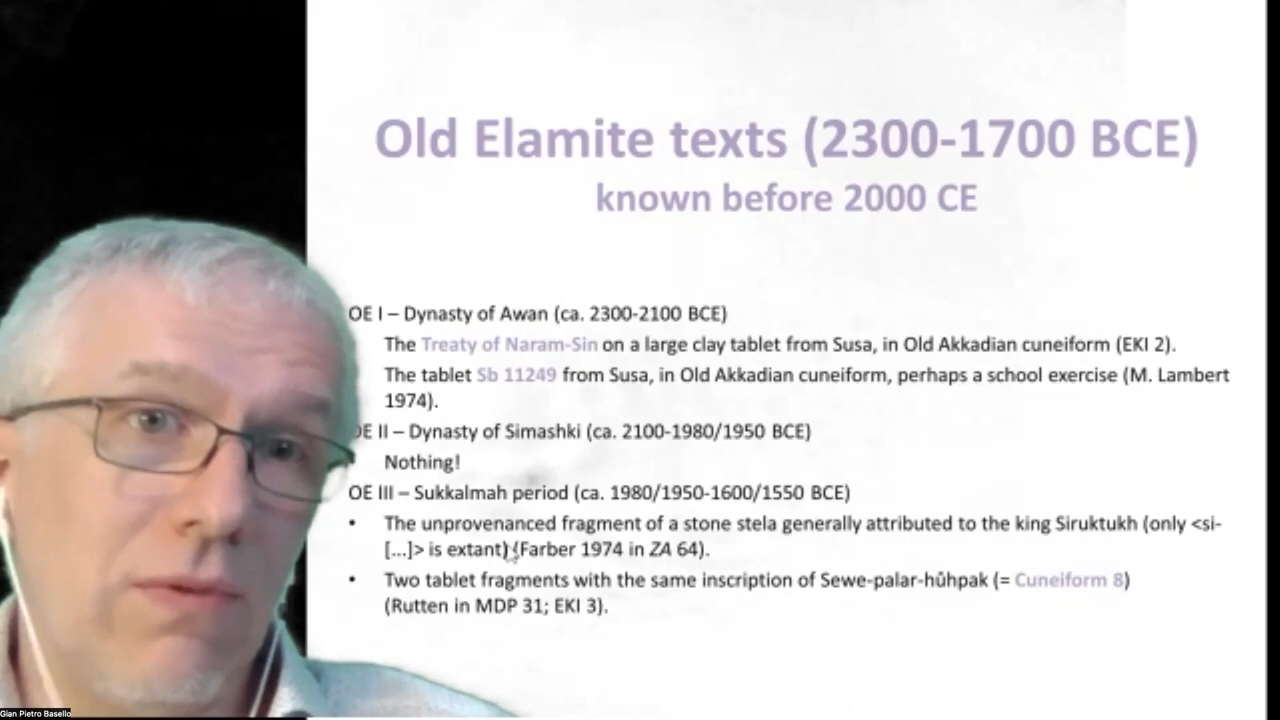 Old Elamite texts (2300-1700 BCE)
known before 2000 CE
OE I – Dynasty of Awan (ca. 2300-2100 BCE)
The Treaty of Naram-Sin on a large clay tablet from Susa, in Old Akkadian cuneiform (EKI 2).
The tablet Sb 11249 from Susa, in Old Akkadian cuneiform, perhaps a school exercise (M. Lambert
1974).
OE II – Dynasty of Simashki (ca. 2100-1980/1950 BCE)
Nothing!
OE III – Sukkalmah period (ca. 1980/1950-1600/1550 BCE)
• The unprovenanced fragment of a stone stela generally attributed to the king Siruktukh (only <si-
[...]> is extant) (Farber 1974 in ZA 64).
• Two tablet fragments with the same inscription of Sewe-palar-hûhpak (= Cuneiform 8)
(Rutten in MDP 31; EKI 3).
Gian Pietro Basello